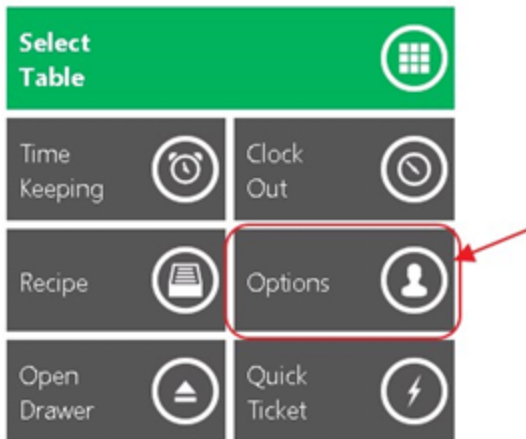 Select
Table
Time
Keeping
Clock
Out
Recipe
Options
Open
Drawer
Quick
Ticket